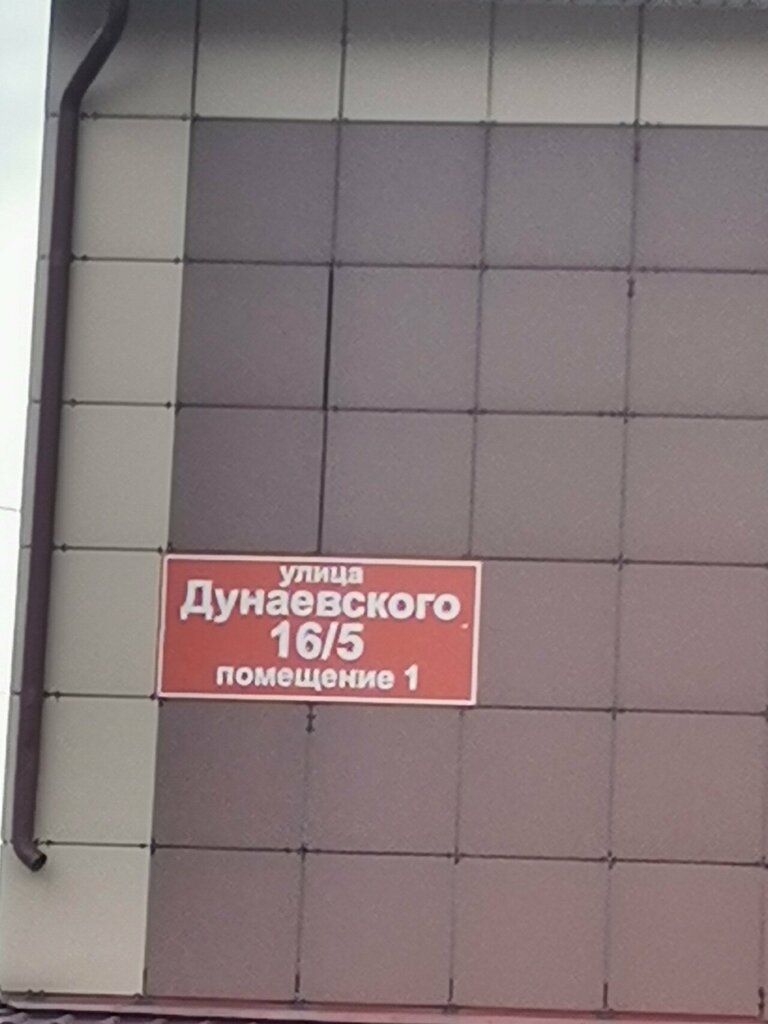 улица
Дунаевского
16/5
помещение 1